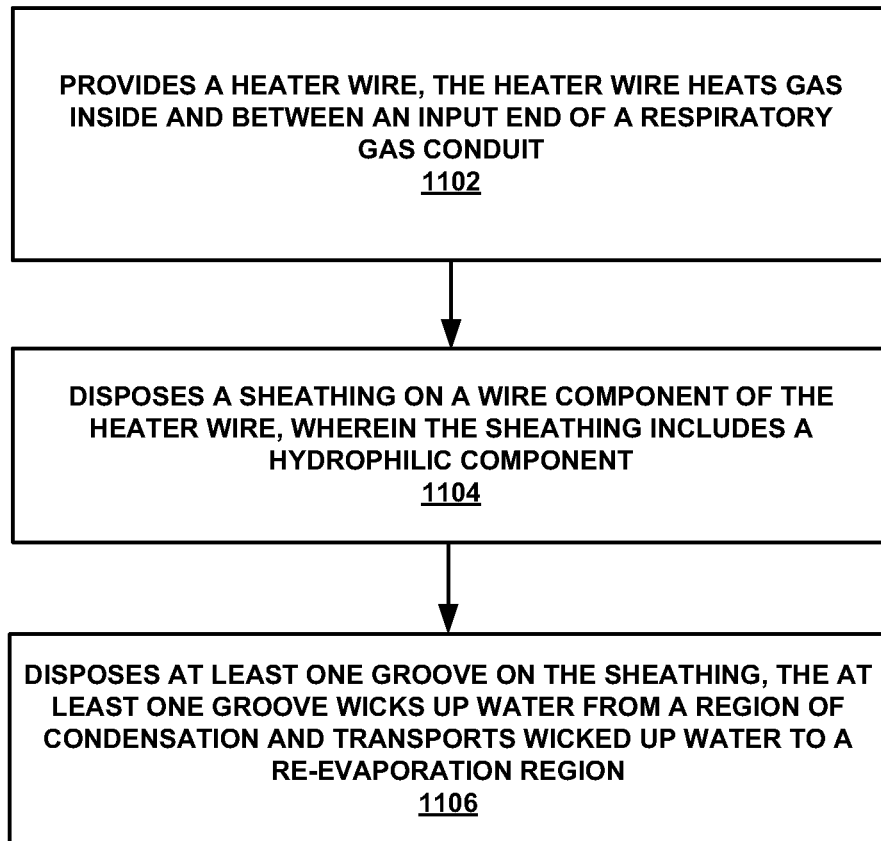 PROVIDES A HEATER WIRE, THE HEATER WIRE HEATS GAS
INSIDE AND BETWEEN AN INPUT END OF A RESPIRATORY
GAS CONDUIT
1102
DISPOSES A SHEATHING ON A WIRE COMPONENT OF THE
HEATER WIRE, WHEREIN THE SHEATHING INCLUDES A
HYDROPHILIC COMPONENT
1104
DISPOSES AT LEAST ONE GROOVE ON THE SHEATHING, THE AT
LEAST ONE GROOVE WICKS UP WATER FROM A REGION OF
CONDENSATION AND TRANSPORTS WICKED UP WATER TO A
RE-EVAPORATION REGION
1106